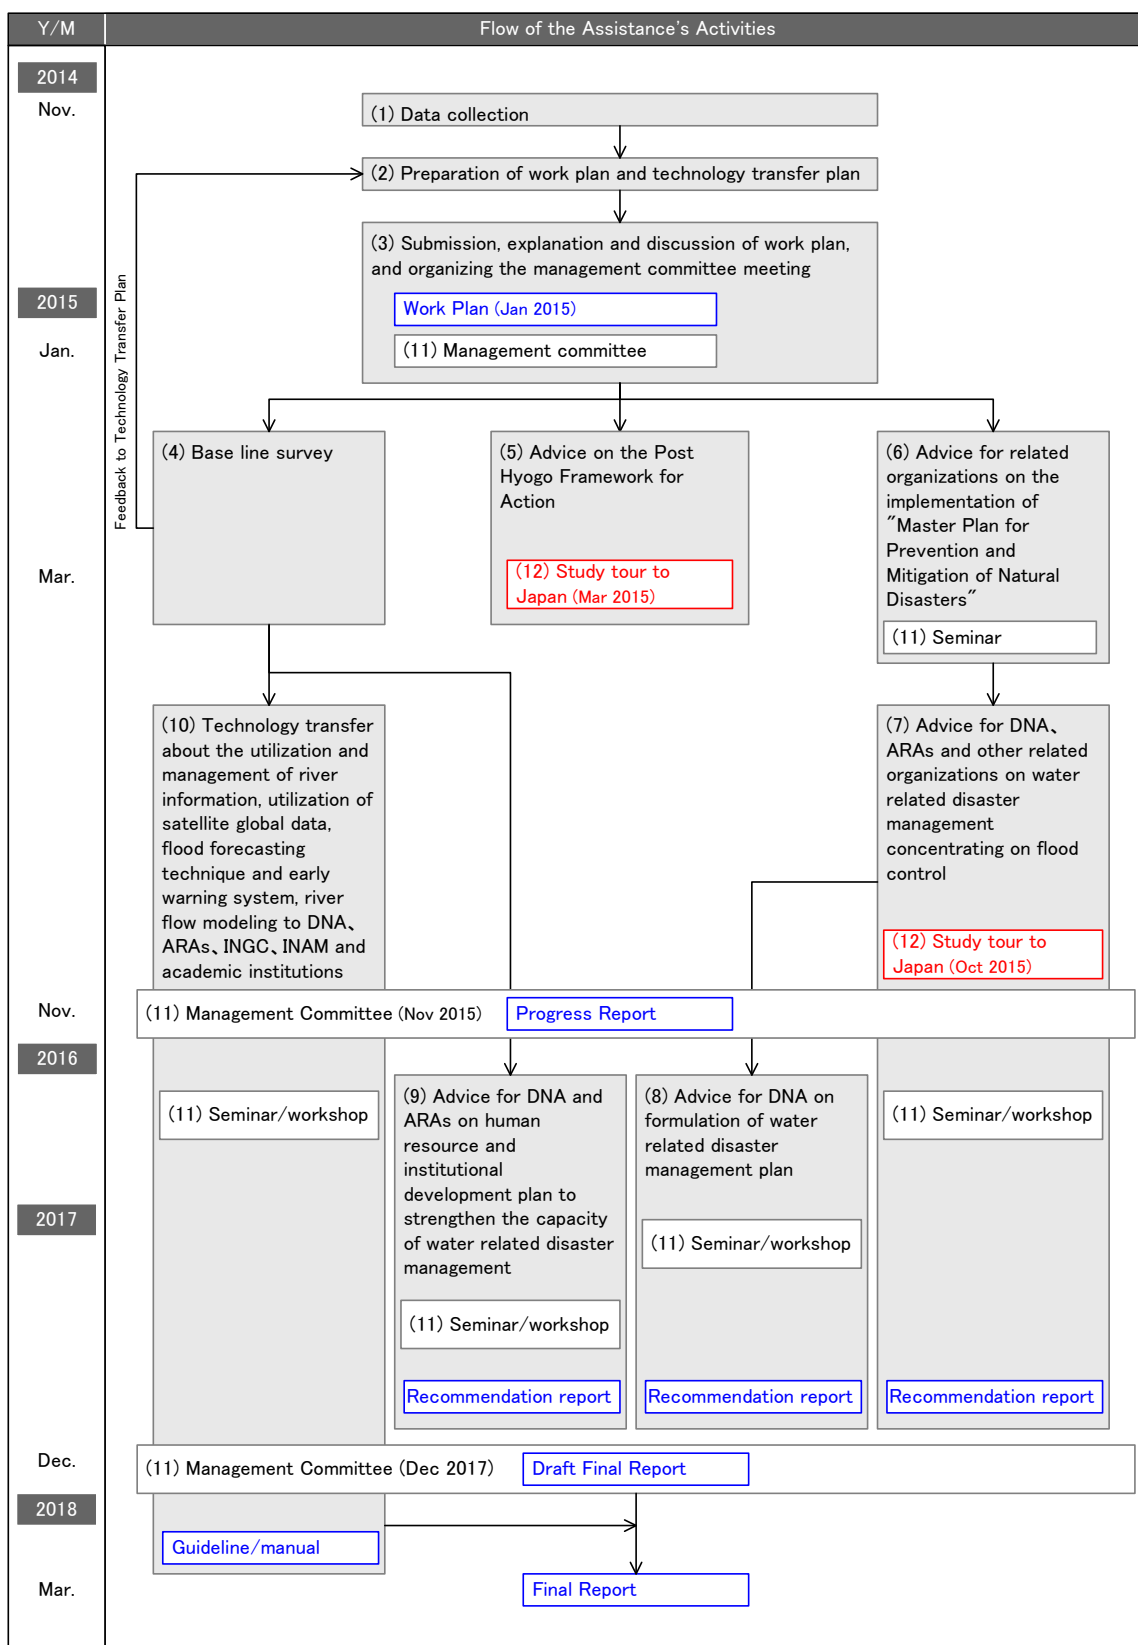 Y/M
Flow of the Assistance's Activities
2014
Nov.
(1) Data collection
(2) Preparation of work plan and technology transfer plan
(3) Submission, explanation and discussion of work plan,
and organizing the management committee meeting
Feedback to Technology Transfer Plan
2015
Work Plan (Jan 2015)
Jan.
(11) Management committee
(4) Base line survey
(5) Advice on the Post
Hyogo Framework for
Action
(6) Advice for related
organizations on the
implementation of
"Master Plan for
Prevention and
Mitigation of Natural
Disasters"
Mar.
(12) Study tour to
Japan (Mar 2015)
(11) Seminar
(10) Technology transfer
about the utilization and
management of river
information, utilization of
satellite global data,
flood forecasting
technique and early
warning system, river
flow modeling to DNA、
ARAs、INGC、INAM and
academic institutions
(7) Advice for DNA、
ARAs and other related
organizations on water
related disaster
management
concentrating on flood
control
(12) Study tour to
Japan (Oct 2015)
Nov.
(11) Management Committee (Nov 2015)
Progress Report
2016
(11) Seminar/workshop
(9) Advice for DNA and
ARAs on human
resource and
institutional
development plan to
strengthen the capacity
of water related disaster
management
(8) Advice for DNA on
formulation of water
related disaster
management plan
(11) Seminar/workshop
2017
(11) Seminar/workshop
(11) Seminar/workshop
Recommendation report
Recommendation report
Recommendation report
Dec.
(11) Management Committee (Dec 2017)
Draft Final Report
2018
Guideline/manual
Mar.
Final Report